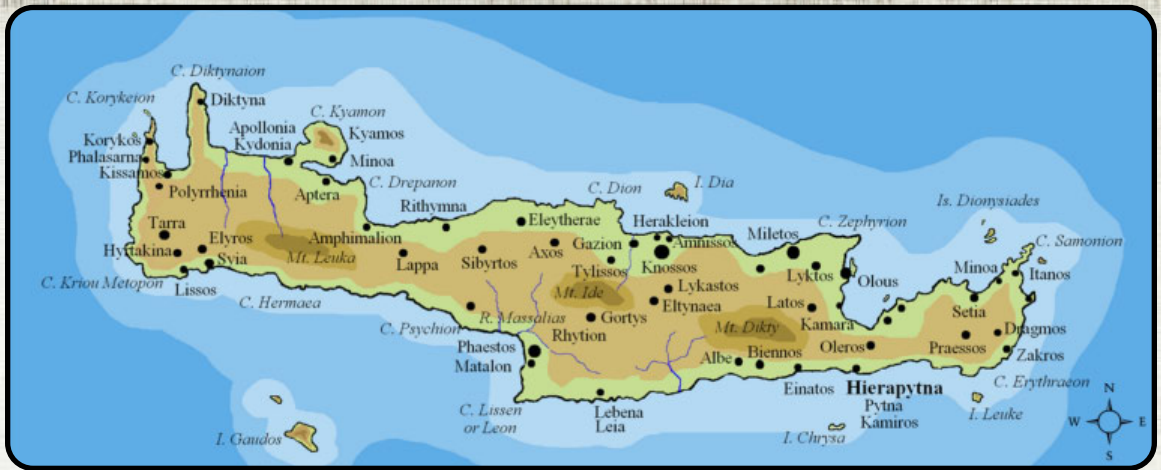 C. Diktynaion
C. Korykeion
Diktyna
C. Kyamon
Apollonia
Kydonia
Kyamos
Korykos
Phalasarna
Kissamos
Minoa
Polyrrhenia
Aptera
C. Drepanon
Rithymna
C. Dion
I. Dia
Is. Dionysiades
Tarra
Elyros
Hyrtakina
Syia
Amphimalion
Mt. Leuka
Lappa
Sibyrtos
Eleytherae
Axos
Gazion
Herakleion
Amnissos
Knossos
Tylissos
Miletos
C. Zephyrion
Lyktos
Olous
C. Samonion
Minoa
Itanos
C. Kriou Metopon
Lissos
C. Hermaea
C. Psychion
R. Massalias
Mt. Ide
Lykastos
Eltynaea
Gortys
Rhytion
Latos
Kamara
Mt. Dikty
Setia
Dragmos
Praessos
Zakros
Oleros
Phaestos
Matalon
Albe
Biennos
Einatos
Hierapytna
Pytna
Kamiros
C. Erythraeon
I. Leuke
C. Lissen
or Leon
Lebena
Leia
I. Gaudos
I. Chrysa
N
W
E
S